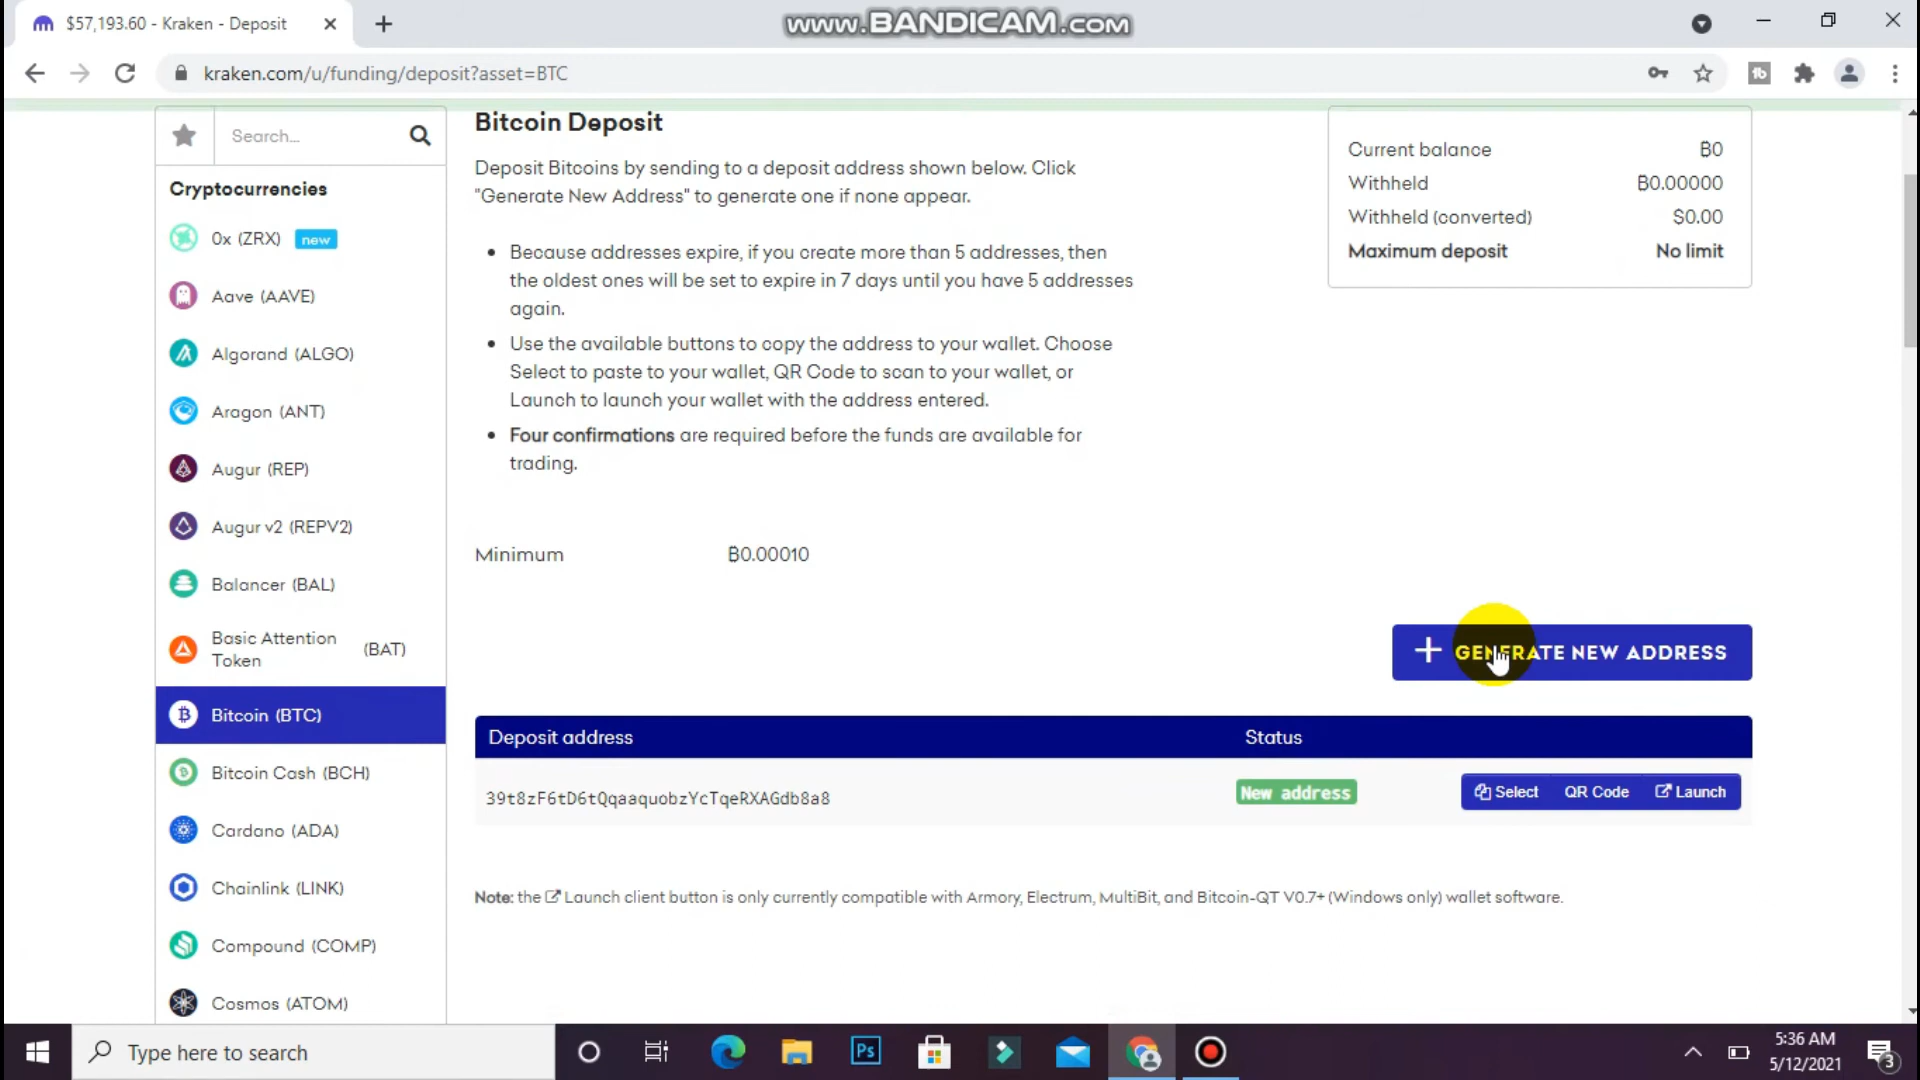 $57,193.60 - Kraken - Deposit
www.BANDICAM.com
kraken.com/u/funding/deposit?asset=BTC
Search...
Cryptocurrencies
0x (ZRX) new
Aave (AAVE)
Algorand (ALGO)
Aragon (ANT)
Augur (REP)
Augur v2 (REPV2)
Balancer (BAL)
Basic Attention
Token (BAT)
Bitcoin (BTC)
Bitcoin Cash (BCH)
Cardano (ADA)
Chainlink (LINK)
Compound (COMP)
Cosmos (ATOM)
Bitcoin Deposit
Deposit Bitcoins by sending to a deposit address shown below. Click
"Generate New Address" to generate one if none appear.
Because addresses expire, if you create more than 5 addresses, then
the oldest ones will be set to expire in 7 days until you have 5 addresses
again.
Use the available buttons to copy the address to your wallet. Choose
Select to paste to your wallet, QR Code to scan to your wallet, or
Launch to launch your wallet with the address entered.
Four confirmations are required before the funds are available for
trading.
Current balance ฿0
Withheld ฿0.00000
Withheld (converted) $0.00
Maximum deposit No limit
Minimum ฿0.00010
+ GENERATE NEW ADDRESS
Deposit address Status
39t8zF6tD6tQqaaquobzYcTqeRXAGdb8a8 New address Select QR Code Launch
Note: the Launch client button is only currently compatible with Armory, Electrum, MultiBit, and Bitcoin-QT V0.7+ (Windows only) wallet software.
Type here to search
Ps
5:36 AM
5/12/2021
3